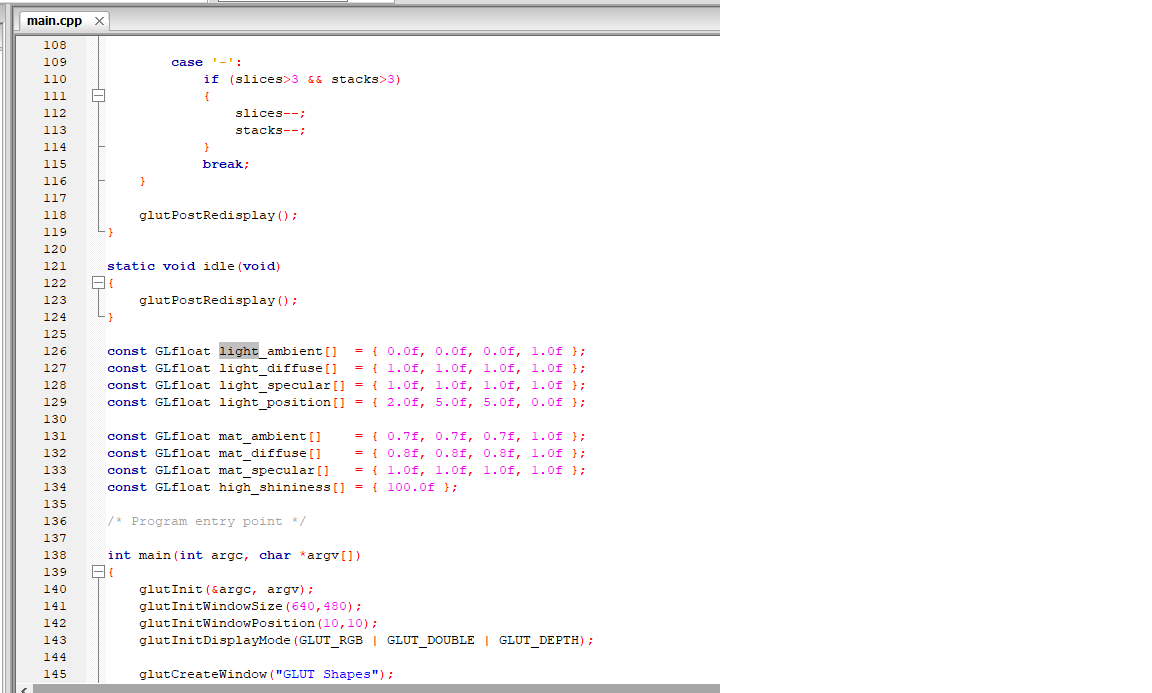 main.cpp
108
109 case '-':
110 if (slices>3 && stacks>3)
111 {
112 slices--;
113 stacks--;
114 }
115 break;
116 }
117
118 glutPostRedisplay();
119 }
120
121 static void idle(void)
122 {
123 glutPostRedisplay();
124 }
125
126 const GLfloat light_ambient[]  = { 0.0f, 0.0f, 0.0f, 1.0f };
127 const GLfloat light_diffuse[]  = { 1.0f, 1.0f, 1.0f, 1.0f };
128 const GLfloat light_specular[] = { 1.0f, 1.0f, 1.0f, 1.0f };
129 const GLfloat light_position[] = { 2.0f, 5.0f, 5.0f, 0.0f };
130
131 const GLfloat mat_ambient[]    = { 0.7f, 0.7f, 0.7f, 1.0f };
132 const GLfloat mat_diffuse[]    = { 0.8f, 0.8f, 0.8f, 1.0f };
133 const GLfloat mat_specular[]   = { 1.0f, 1.0f, 1.0f, 1.0f };
134 const GLfloat high_shininess[] = { 100.0f };
135
136 /* Program entry point */
137
138 int main(int argc, char *argv[])
139 {
140 glutInit(&argc, argv);
141 glutInitWindowSize(640,480);
142 glutInitWindowPosition(10,10);
143 glutInitDisplayMode(GLUT_RGB | GLUT_DOUBLE | GLUT_DEPTH);
144
145 glutCreateWindow("GLUT Shapes");